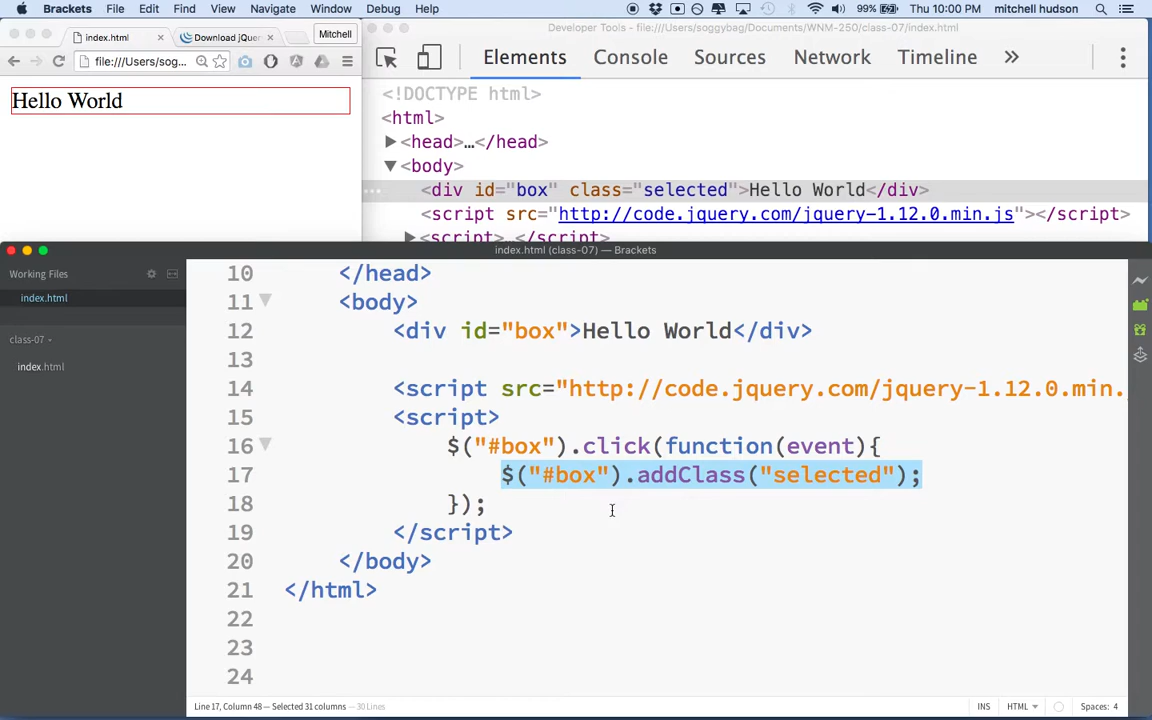 Brackets File Edit Find View Navigate Window Debug Help 99% Thu 10:00 PM mitchell hudson
index.html Download jQuer Mitchell
file:///Users/sogg...
Hello World
Developer Tools - file:///Users/soggybag/Documents/WNM-250/class-07/index.html
Elements Console Sources Network Timeline »
<!DOCTYPE html>
<html>
▶<head>…</head>
▼<body>
… <div id="box" class="selected">Hello World</div>
<script src="http://code.jquery.com/jquery-1.12.0.min.js"></script>
▶<script>…</script>
index.html (class-07) — Brackets
Working Files
index.html
class-07
index.html
10 </head>
11 <body>
12 <div id="box">Hello World</div>
13
14 <script src="http://code.jquery.com/jquery-1.12.0.min.
15 <script>
16 $("#box").click(function(event){
17 $("#box").addClass("selected");
18 });
19 </script>
20 </body>
21 </html>
22
23
24
Line 17, Column 48 — Selected 31 columns — 30 Lines INS HTML Spaces: 4